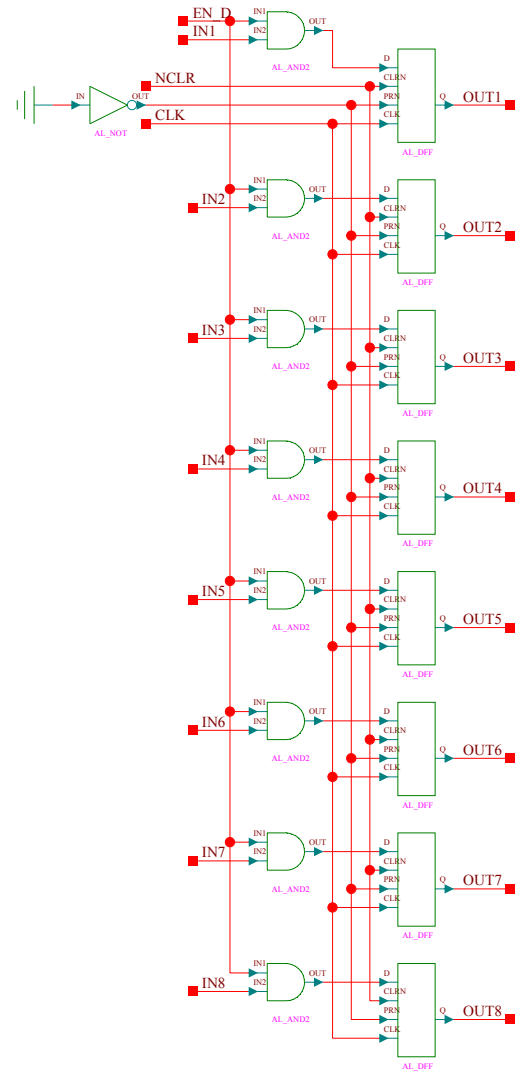 EN_D IN1 OUT
IN1 IN2
AL_AND2
D
NCLR CLRN
IN OUT PRN Q OUT1
CLK CLK
AL_NOT
AL_DFF
IN1 OUT D
IN2 IN2 CLRN
AL_AND2 PRN Q OUT2
CLK
AL_DFF
IN1 OUT D
IN3 IN2 CLRN
AL_AND2 PRN Q OUT3
CLK
AL_DFF
IN1 OUT D
IN4 IN2 CLRN
AL_AND2 PRN Q OUT4
CLK
AL_DFF
IN1 OUT D
IN5 IN2 CLRN
AL_AND2 PRN Q OUT5
CLK
AL_DFF
IN1 OUT D
IN6 IN2 CLRN
AL_AND2 PRN Q OUT6
CLK
AL_DFF
IN1 OUT D
IN7 IN2 CLRN
AL_AND2 PRN Q OUT7
CLK
AL_DFF
IN1 OUT D
IN8 IN2 CLRN
AL_AND2 PRN Q OUT8
CLK
AL_DFF